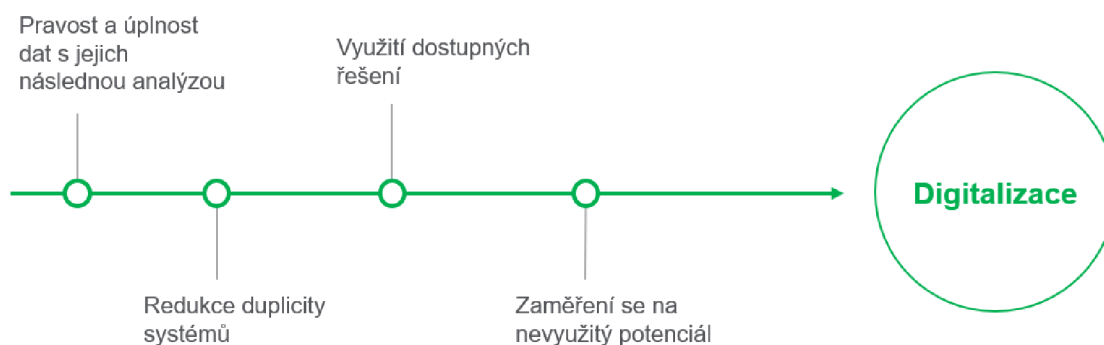 Pravost a úplnost
dat s jejich
následnou analýzou
Využití dostupných
řešení
Digitalizace
Redukce duplicity
systémů
Zaměření se na
nevyužitý potenciál